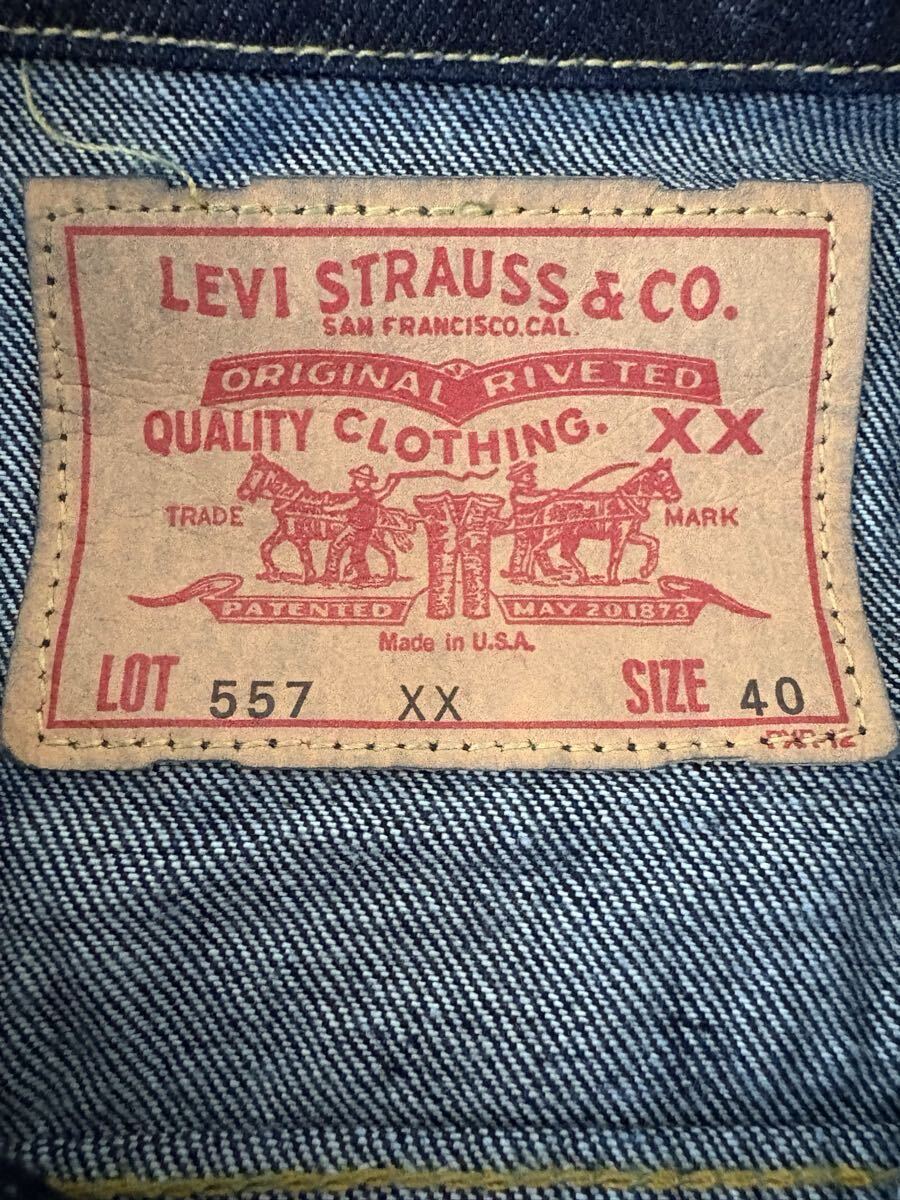 LEVI STRAUSS & CO.
SAN FRANCISCO.CAL.
ORIGINAL RIVETED
QUALITY CLOTHING. XX
TRADE MARK
PATENTED MAY 20 1873
Made in U.S.A.
LOT 557 XX SIZE 40